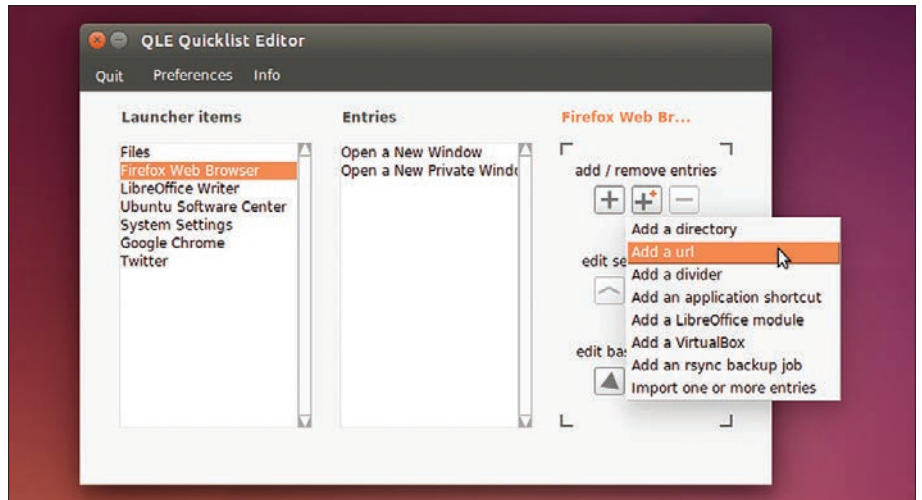 QLE Quicklist Editor
Quit Preferences Info
Launcher items
Files
Firefox Web Browser
LibreOffice Writer
Ubuntu Software Center
System Settings
Google Chrome
Twitter
Entries
Open a New Window
Open a New Private
Firefox Web Br...
add / remove entries
edit
edit
Add a directory
Add a url
Add a divider
Add an application shortcut
Add a LibreOffice module
Add a VirtualBox
Add an rsync backup job
Import one or more entries